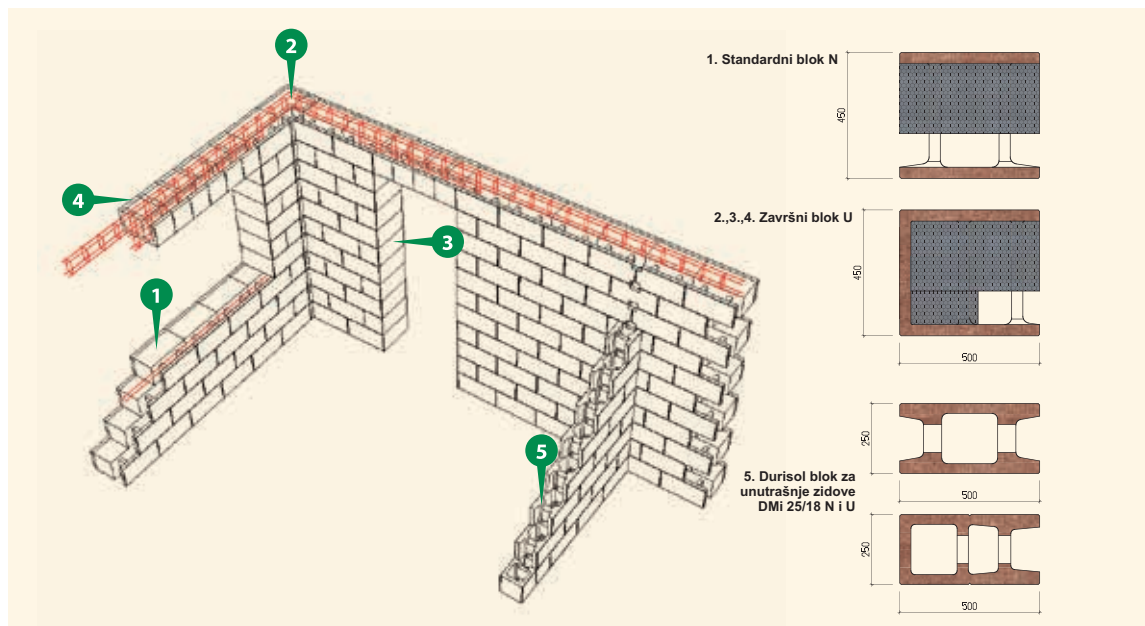 2
1. Standardni blok N
450
4
2.,3.,4. Završni blok U
3
450
1
500
250
5
5. Durisol blok za
unutrašnje zidove
DMi 25/18 N i U
500
250
500